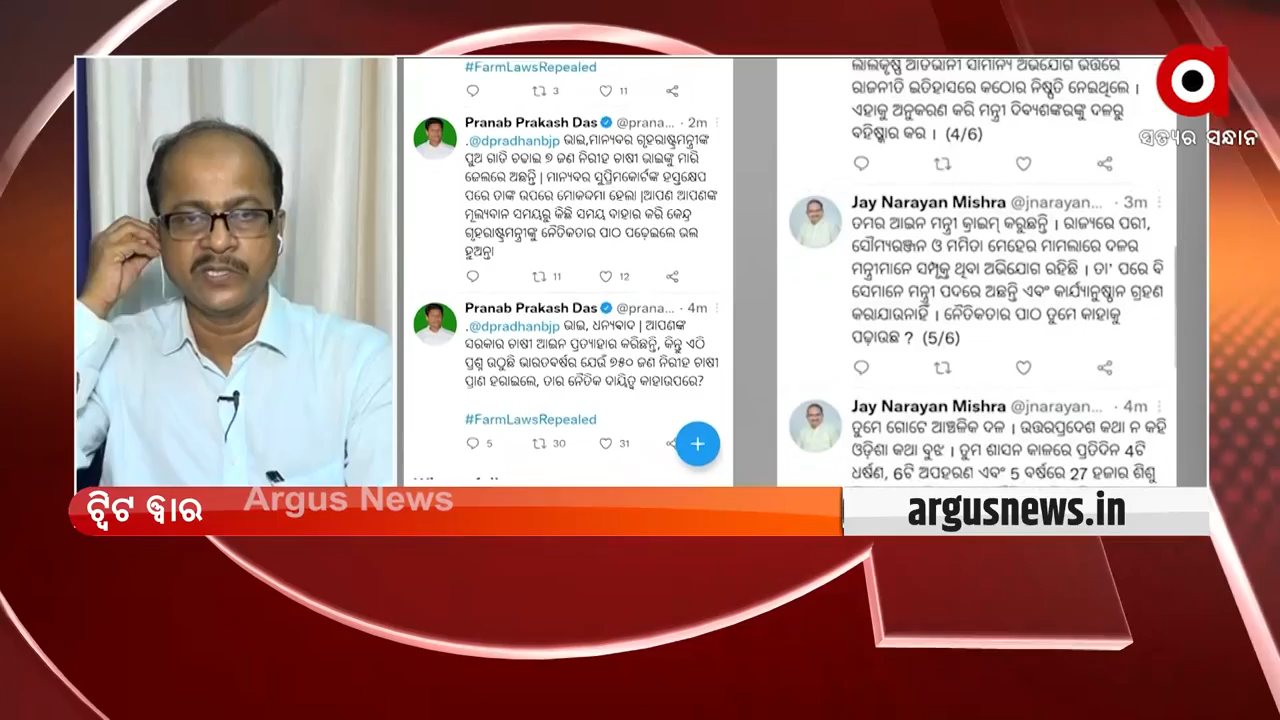 #FarmLawsRepealed
3 11
Pranab Prakash Das @prana... · 2m
.@dpradhanbjp ଭାଇ,ମାନ୍ୟବର ଗୃହରାଷ୍ଟ୍ରମନ୍ତ୍ରୀଙ୍କ
ପୁଅ ଗାଡି ଚଢାଇ ୭ ଜଣ ନିରୀହ ଚାଷୀ ଭାଇଙ୍କୁ ମାରି
ଜେଲରେ ଅଛନ୍ତି | ମାନ୍ୟବର ସୁପ୍ରିମକୋର୍ଟଙ୍କ ହସ୍ତକ୍ଷେପ
ପରେ ତାଙ୍କ ଉପରେ ମୋକଦ୍ଦମା ହେଲା |ଆପଣ ଆପଣଙ୍କ
ମୂଲ୍ୟବାନ ସମୟରୁ କିଛି ସମୟ ବାହାର କରି କେନ୍ଦ୍ର
ଗୃହରାଷ୍ଟ୍ରମନ୍ତ୍ରୀଙ୍କୁ ନୈତିକତାର ପାଠ ପଢ଼େଇଲେ ଭଲ
ହୁଅନ୍ତା
11 12
Pranab Prakash Das @prana... · 4m
.@dpradhanbjp ଭାଇ, ଧନ୍ୟବାଦ | ଆପଣଙ୍କ
ସରକାର ଚାଷୀ ଆଇନ ପ୍ରତ୍ୟାହାର କରିଛନ୍ତି, କିନ୍ତୁ ଏଠି
ପ୍ରଶ୍ନ ଉଠୁଛି ଭାରତବର୍ଷର ଯେଉଁ ୭୫୦ ଜଣ ନିରୀହ ଚାଷୀ
ପ୍ରାଣ ହରାଇଲେ, ତାର ନୈତିକ ଦାୟିତ୍ୱ କାହାଉପରେ?
#FarmLawsRepealed
5 30 31
ଲାଲକୃଷ୍ଣ ଆଡଭାନୀ ସାମାନ୍ୟ ଅଭିଯୋଗ ଉତ୍ତରେ
ରାଜନୀତି ଇତିହାସରେ କଠୋର ନିଷ୍ପତି ନେଇଥିଲେ ।
ଏହାକୁ ଅନୁକରଣ କରି ମନ୍ତ୍ରୀ ଦିବ୍ୟଶଙ୍କରଙ୍କୁ ଦଳରୁ
ବହିଷ୍କାର କର । (4/6)
Jay Narayan Mishra @jnarayan... · 3m
ତମର ଆଇନ ମନ୍ତ୍ରୀ କ୍ରାଇମ୍ କରୁଛନ୍ତି । ରାଜ୍ୟରେ ପରୀ,
ସୌମ୍ୟରଞ୍ଜନ ଓ ମମିତା ମେହେର ମାମଲାରେ ଦଳର
ମନ୍ତ୍ରୀମାନେ ସମ୍ପୃକ୍ତ ଥିବା ଅଭିଯୋଗ ରହିଛି । ତା' ପରେ ବି
ସେମାନେ ମନ୍ତ୍ରୀ ପଦରେ ଅଛନ୍ତି ଏବଂ କାର୍ଯ୍ୟାନୁଷ୍ଠାନ ଗ୍ରହଣ
କରାଯାଉନାହିଁ । ନୈତିକତାର ପାଠ ତୁମେ କାହାକୁ
ପଢ଼ାଉଛ ? (5/6)
Jay Narayan Mishra @jnarayan... · 4m
ତୁମେ ଗୋଟେ ଆଞ୍ଚଳିକ ଦଳ । ଉତ୍ତରପ୍ରଦେଶ କଥା ନ କହି
ଓଡ଼ିଶା କଥା ବୁଝ । ତୁମ ଶାସନ କାଳରେ ପ୍ରତିଦିନ 4ଟି
ଧର୍ଷଣ, 6ଟି ଅପହରଣ ଏବଂ 5 ବର୍ଷରେ 27 ହଜାର ଶିଶୁ
ସତ୍ୟର ସନ୍ଧାନ
ଟ୍ୱିଟ ୱାର
Argus News
argusnews.in